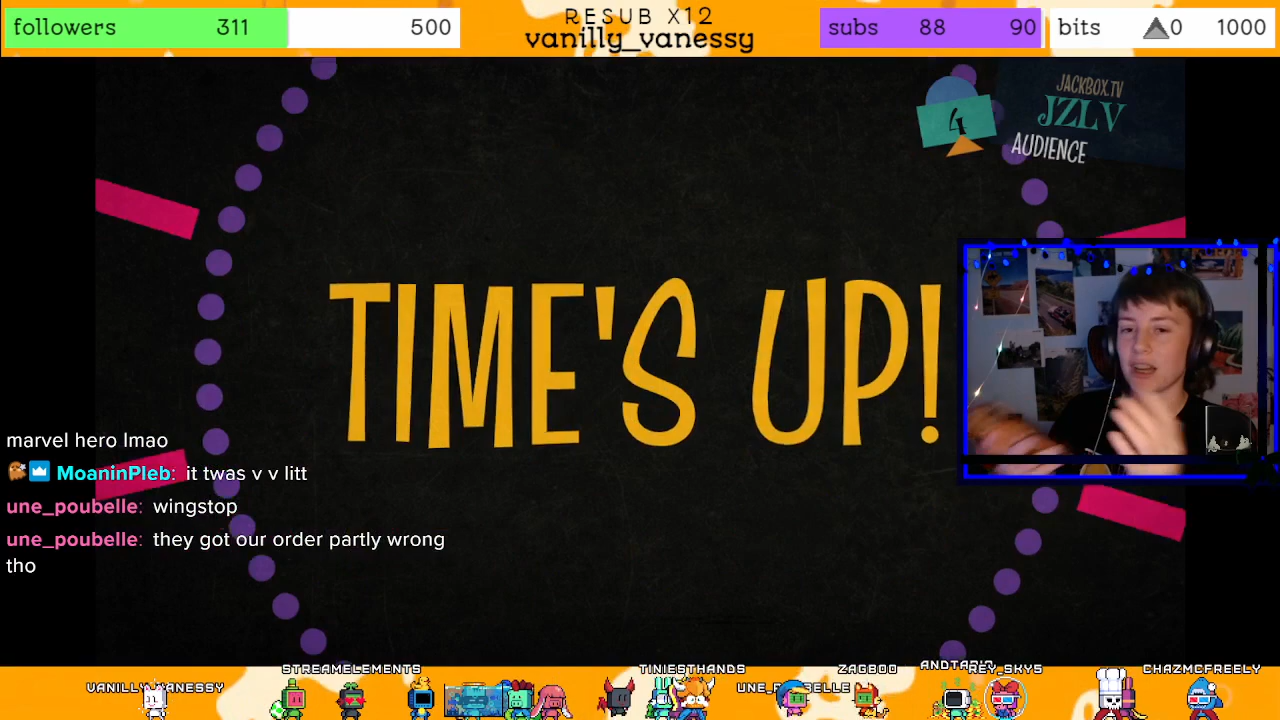 followers 311 500
RESUB X12
vanilly_vanessy
subs 88 90
bits 0 1000
4
JACKBOX.TV
JZLV
AUDIENCE
TIME'S UP!
marvel hero lmao
MoaninPleb: it twas v v litt
une_poubelle: wingstop
une_poubelle: they got our order partly wrong
tho
STREAMELEMENTS
TINIESTHANDS
ZAGBOO
REY_SKYS
CHAZMCFREELY
VANILLY_VANESSY